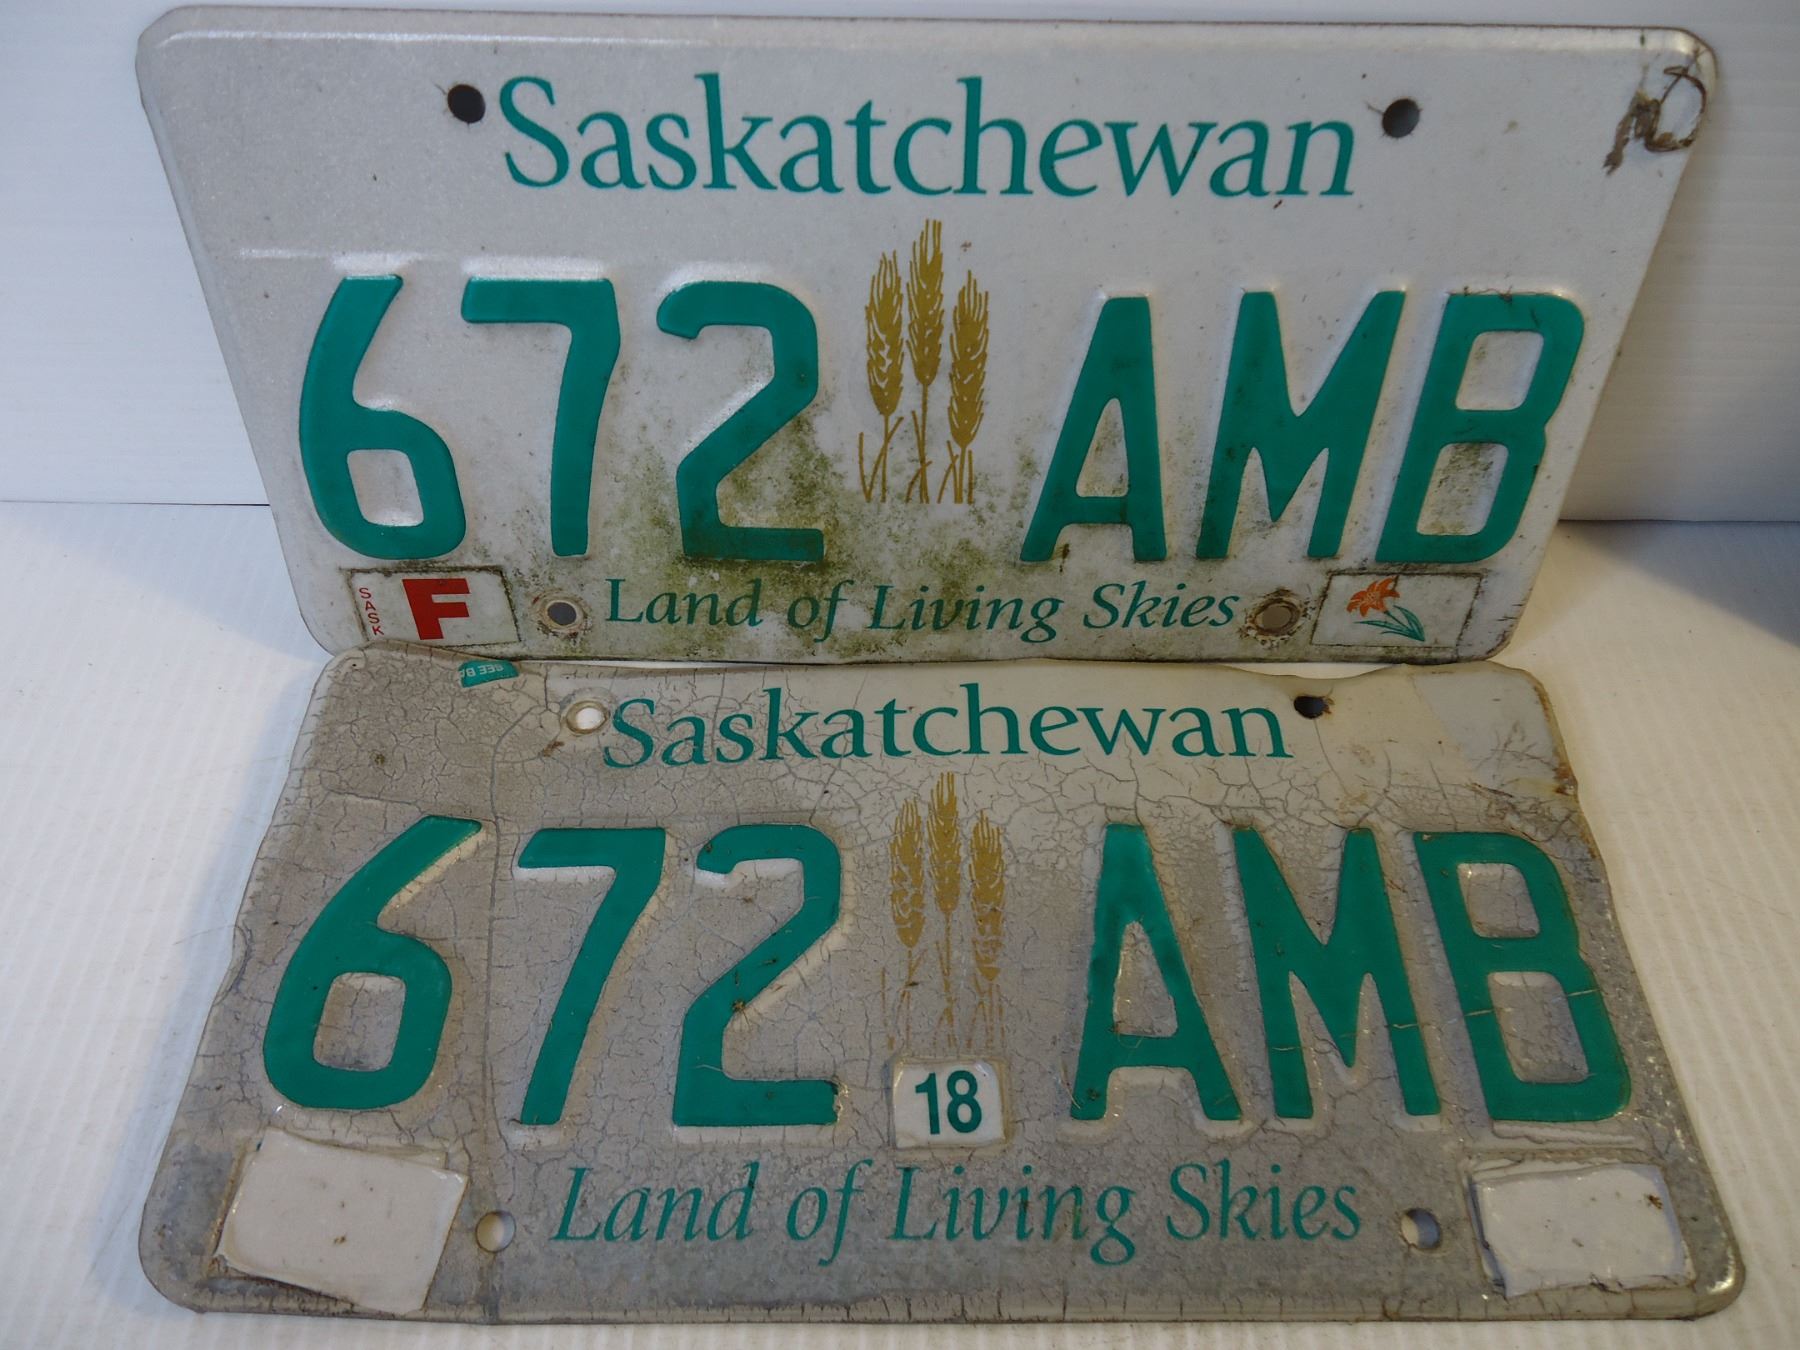 Saskatchewan
672 AMB
SASK F Land of Living Skies
Saskatchewan
672 AMB
18
Land of Living Skies